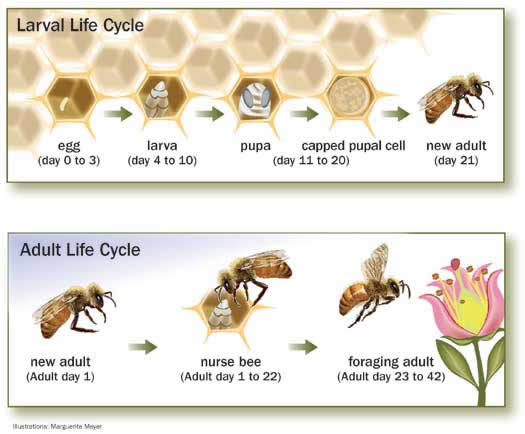 Larval Life Cycle
egg
(day 0 to 3)
larva
(day 4 to 10)
pupa
capped pupal cell
(day 11 to 20)
new adult
(day 21)
Adult Life Cycle
new adult
(Adult day 1)
nurse bee
(Adult day 1 to 22)
foraging adult
(Adult day 23 to 42)
Illustrations: Marguerite Meyer